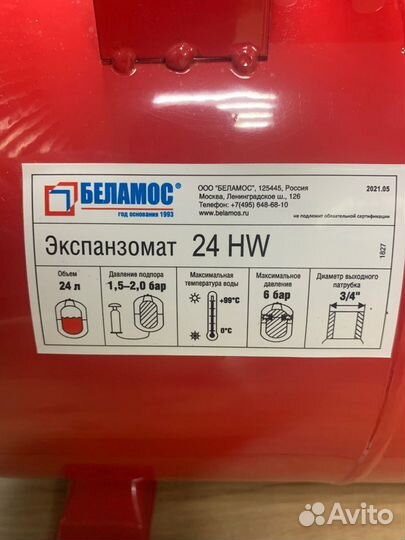 БЕЛАМОС®
год основания 1993
ООО "БЕЛАМОС", 125445, Россия
Москва, Ленинградское ш., 126
Телефон: +7(495) 648-68-10
www.belamos.ru
2021.05
не подлежит обязательной сертификации
Экспанзомат 24 HW
1827
Объем
24 л
Давление подпора
1,5–2,0 бар
Максимальная
температура воды
+99°C
0°C
Максимальное
давление
6 бар
Диаметр выходного
патрубка
3/4"
Avito